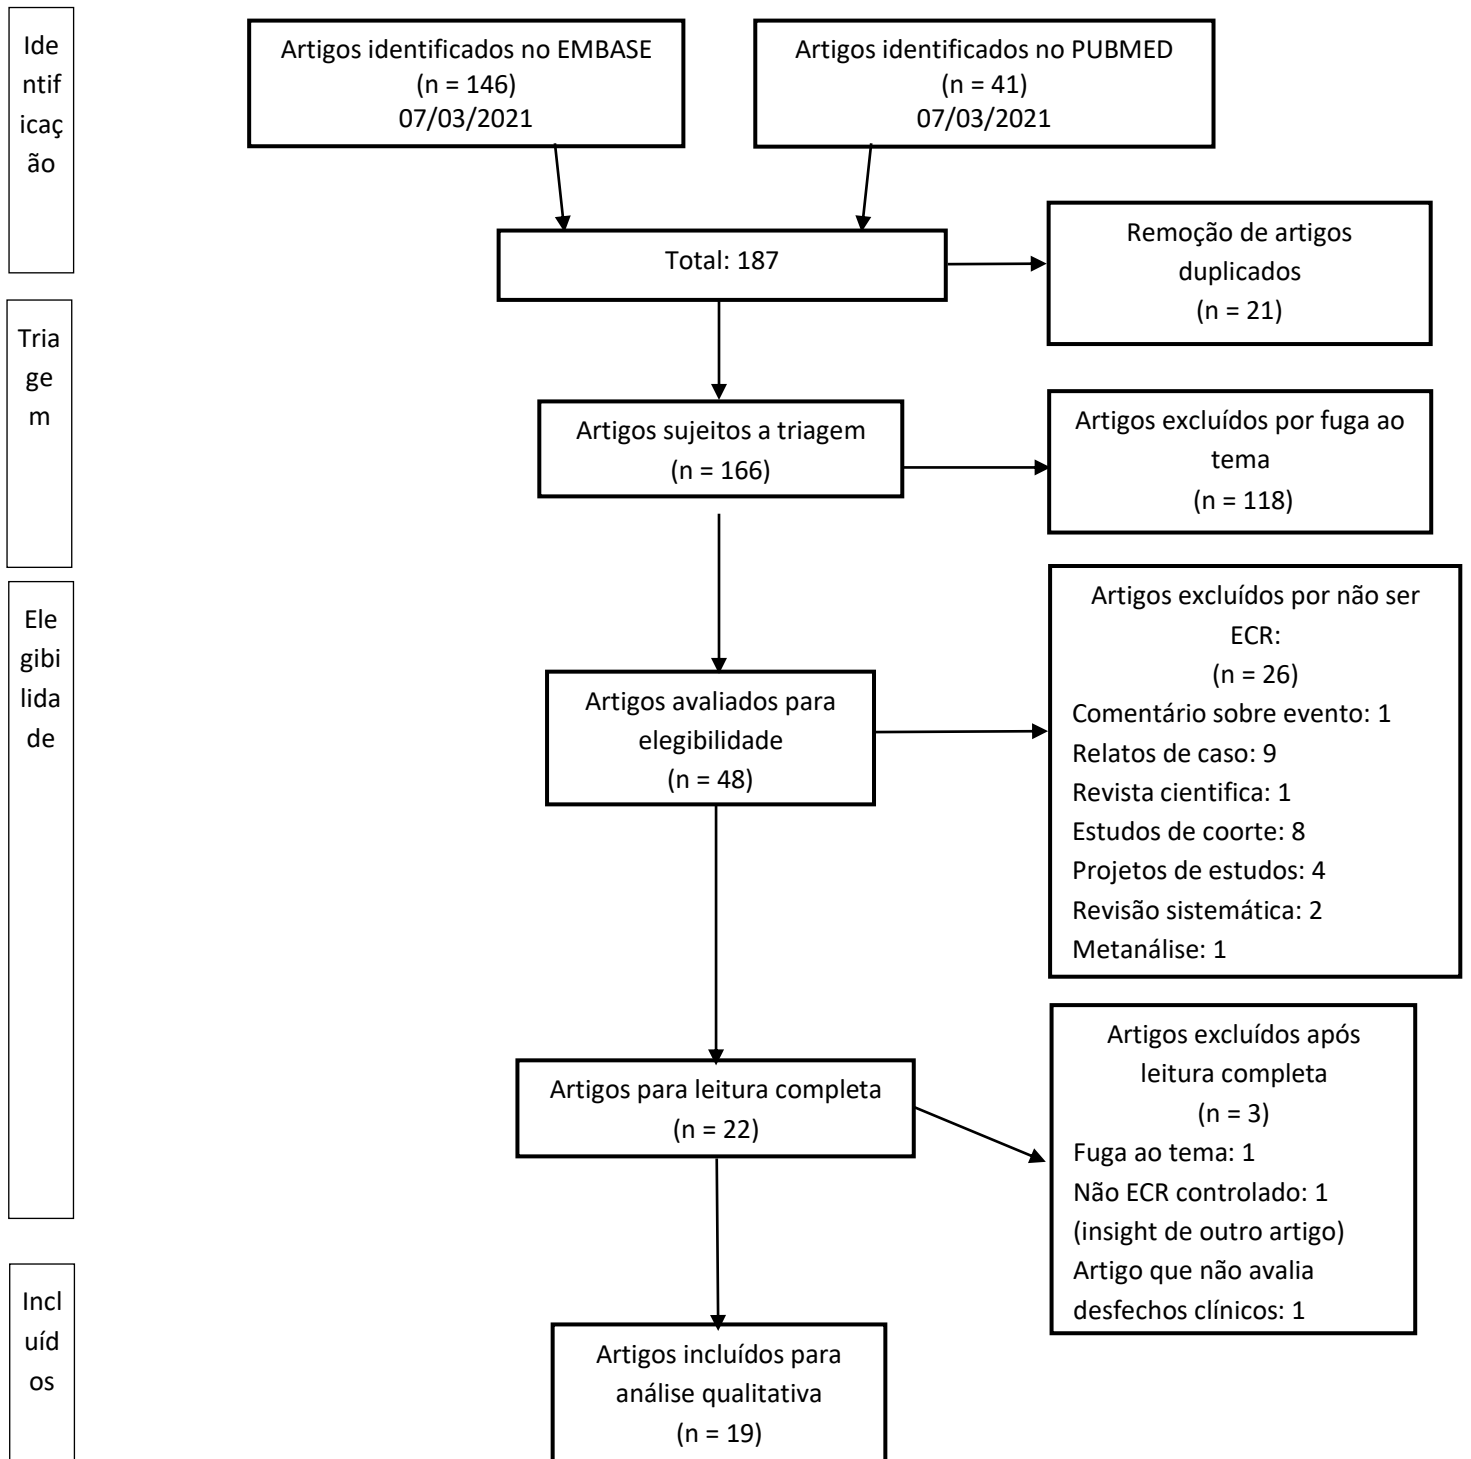 Ide
ntif
icaç
ão
Artigos identificados no EMBASE
(n = 146)
07/03/2021
Artigos identificados no PUBMED
(n = 41)
07/03/2021
Total: 187
Remoção de artigos
duplicados
(n = 21)
Tria
ge
m
Artigos sujeitos a triagem
(n = 166)
Artigos excluídos por fuga ao
tema
(n = 118)
Ele
gibi
lida
de
Artigos avaliados para
elegibilidade
(n = 48)
Artigos excluídos por não ser
ECR:
(n = 26)
Comentário sobre evento: 1
Relatos de caso: 9
Revista cientifica: 1
Estudos de coorte: 8
Projetos de estudos: 4
Revisão sistemática: 2
Metanálise: 1
Artigos para leitura completa
(n = 22)
Artigos excluídos após
leitura completa
(n = 3)
Fuga ao tema: 1
Não ECR controlado: 1
(insight de outro artigo)
Artigo que não avalia
desfechos clínicos: 1
Incl
uíd
os
Artigos incluídos para
análise qualitativa
(n = 19)